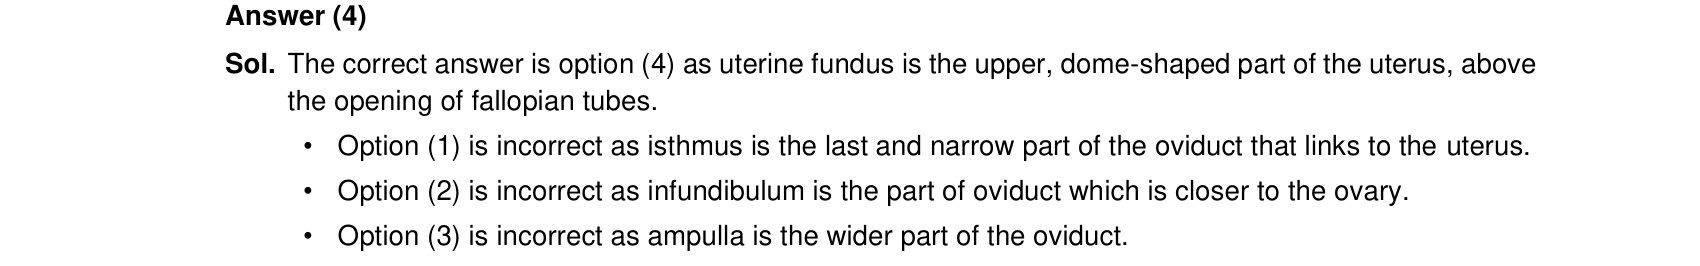 Answer (4)
Sol. The correct answer is option (4) as uterine fundus is the upper, dome-shaped part of the uterus, above
the opening of fallopian tubes.
• Option (1) is incorrect as isthmus is the last and narrow part of the oviduct that links to the uterus.
• Option (2) is incorrect as infundibulum is the part of oviduct which is closer to the ovary.
• Option (3) is incorrect as ampulla is the wider part of the oviduct.